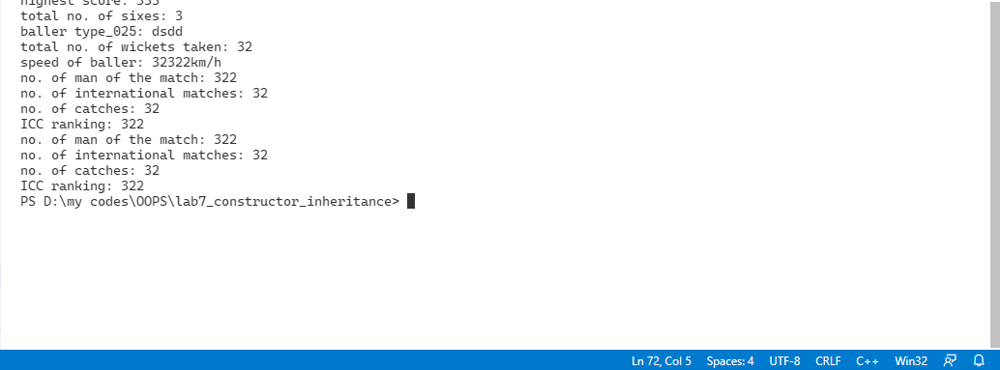 highest score: 333
total no. of sixes: 3
baller type_025: dsdd
total no. of wickets taken: 32
speed of baller: 32322km/h
no. of man of the match: 322
no. of international matches: 32
no. of catches: 32
ICC ranking: 322
no. of man of the match: 322
no. of international matches: 32
no. of catches: 32
ICC ranking: 322
PS D:\my codes\OOPS\lab7_constructor_inheritance>
Ln 72, Col 5 Spaces: 4 UTF-8 CRLF C++ Win32